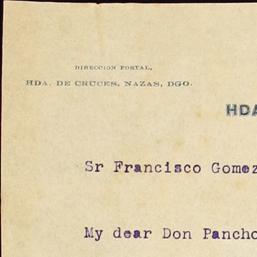 DIRECCION POSTAL,
HDA. DE CRUCES, NAZAS, DGO.
HDA
Sr Francisco Gomez
My dear Don Pancho